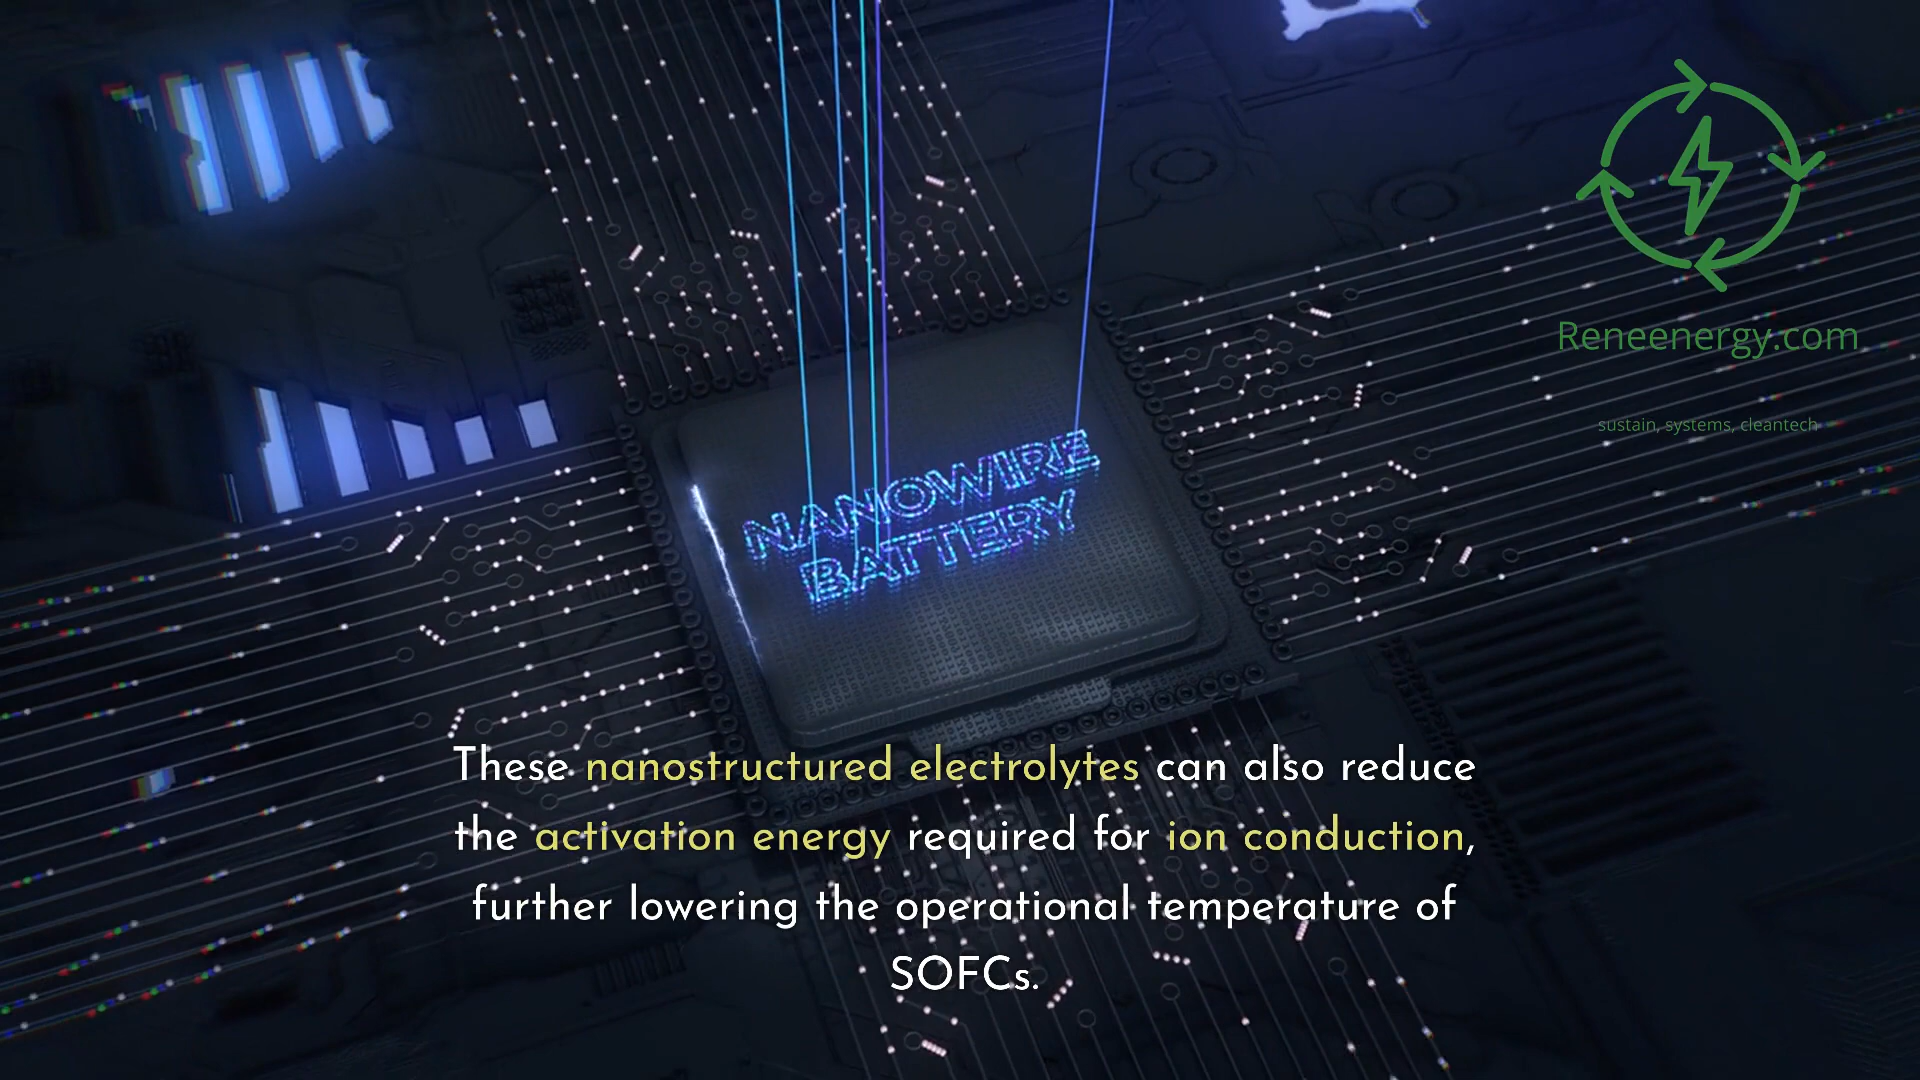 Reneenergy.com
sustain, systems, cleantech
NANOWIRE
BATTERY
These nanostructured electrolytes can also reduce
the activation energy required for ion conduction,
further lowering the operational temperature of
SOFCs.